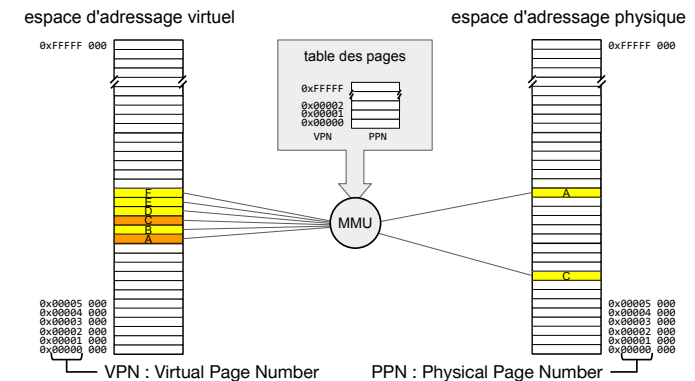 espace d'adressage virtuel
espace d'adressage physique
0xFFFFF 000
table des pages
0xFFFFF
0x00002
0x00001
0x00000
VPN PPN
0xFFFFF 000
F
E
D
C
B
A
MMU
A
C
0x00005 000
0x00004 000
0x00003 000
0x00002 000
0x00001 000
0x00000 000
0x00005 000
0x00004 000
0x00003 000
0x00002 000
0x00001 000
0x00000 000
VPN : Virtual Page Number
PPN : Physical Page Number